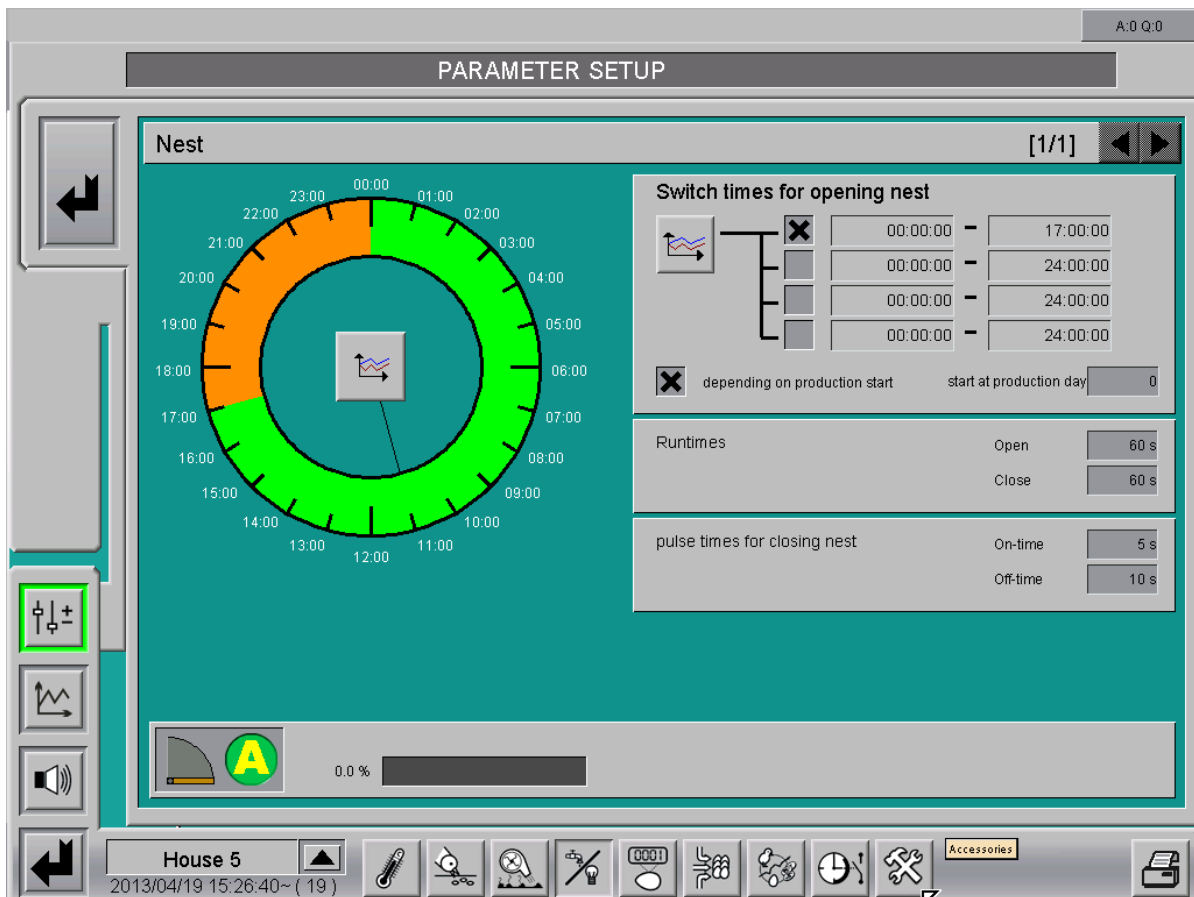 A:0 Q:0
PARAMETER SETUP
Nest
[1/1]
00:00
01:00
02:00
03:00
04:00
05:00
06:00
07:00
08:00
09:00
10:00
11:00
12:00
13:00
14:00
15:00
16:00
17:00
18:00
19:00
20:00
21:00
22:00
23:00
Switch times for opening nest
00:00:00 - 17:00:00
00:00:00 - 24:00:00
00:00:00 - 24:00:00
00:00:00 - 24:00:00
depending on production start start at production day 0
Runtimes Open 60 s
Close 60 s
pulse times for closing nest On-time 5 s
Off-time 10 s
A
0.0 %
House 5
2013/04/19 15:26:40~ ( 19 )
0001
Accessories